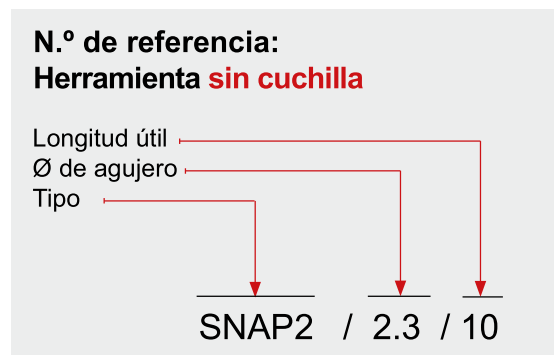 N.º de referencia:
Herramienta sin cuchilla
Longitud útil
Ø de agujero
Tipo
SNAP2 / 2.3 / 10